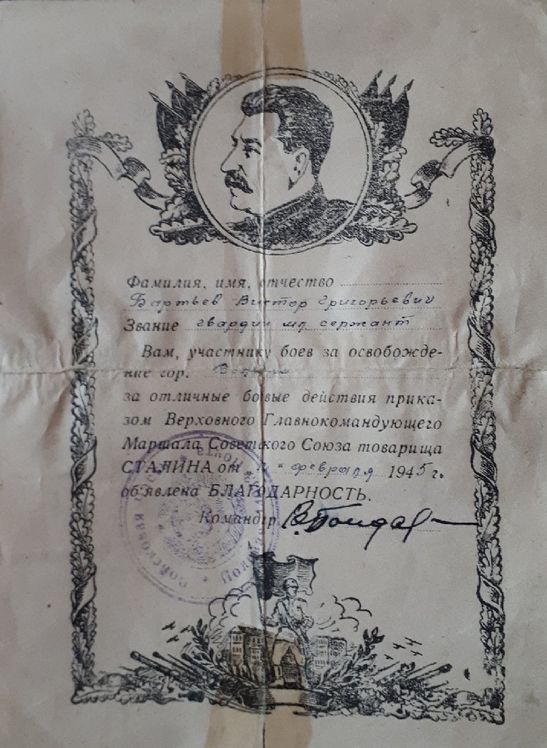 Фамилия, имя, отчество
Виктор Григорьевич
Звание гвардии мл. сержант
Вам, участнику боев за освобожде-
ние гор.
за отличные боевые действия прика-
зом Верховного Главнокомандующего
Маршала Советского Союза товарища
СТАЛИНА от февраля 1945 г.
объявлена БЛАГОДАРНОСТЬ.
Командир